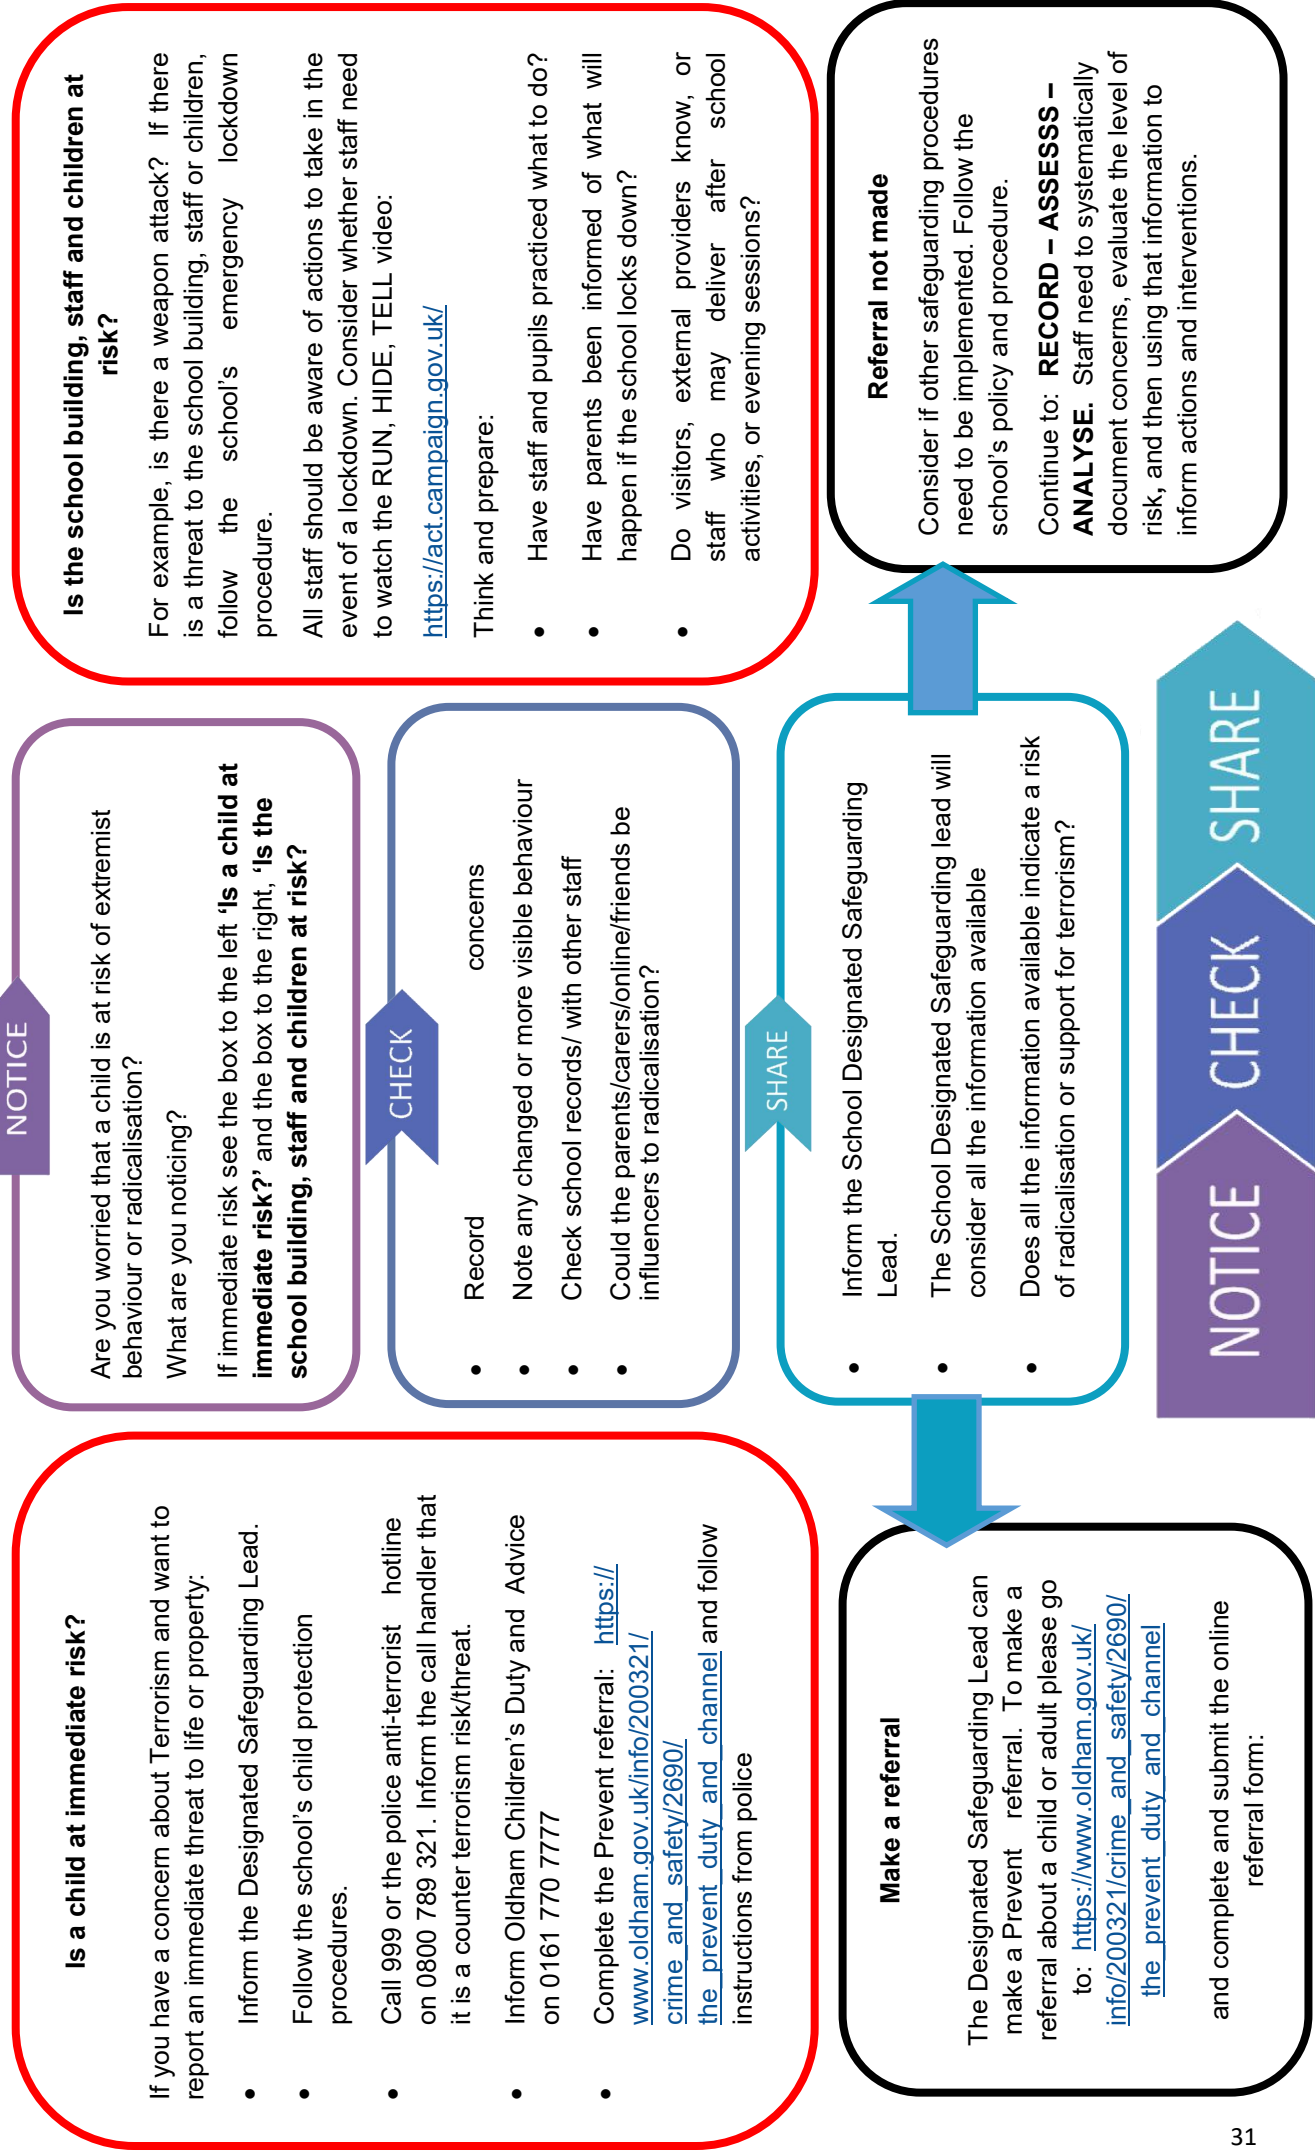 Is a child at immediate risk?
If you have a concern about Terrorism and want to
report an immediate threat to life or property:
• Inform the Designated Safeguarding Lead.
• Follow the school’s child protection
procedures.
• Call 999 or the police anti-terrorist hotline
on 0800 789 321. Inform the call handler that
it is a counter terrorism risk/threat.
• Inform Oldham Children’s Duty and Advice
on 0161 770 7777
• Complete the Prevent referral: https://
www.oldham.gov.uk/info/200321/
crime_and_safety/2690/
the_prevent_duty_and_channel and follow
instructions from police
NOTICE
Are you worried that a child is at risk of extremist
behaviour or radicalisation?
What are you noticing?
If immediate risk see the box to the left ‘Is a child at
immediate risk?’ and the box to the right, ‘Is the
school building, staff and children at risk?
CHECK
• Record concerns
• Note any changed or more visible behaviour
• Check school records/ with other staff
• Could the parents/carers/online/friends be
influencers to radicalisation?
SHARE
• Inform the School Designated Safeguarding
Lead.
• The School Designated Safeguarding lead will
consider all the information available
• Does all the information available indicate a risk
of radicalisation or support for terrorism?
Is the school building, staff and children at
risk?
For example, is there a weapon attack? If there
is a threat to the school building, staff or children,
follow the school’s emergency lockdown
procedure.
All staff should be aware of actions to take in the
event of a lockdown. Consider whether staff need
to watch the RUN, HIDE, TELL video:
https://act.campaign.gov.uk/
Think and prepare:
• Have staff and pupils practiced what to do?
• Have parents been informed of what will
happen if the school locks down?
• Do visitors, external providers know, or
staff who may deliver after school
activities, or evening sessions?
Make a referral
The Designated Safeguarding Lead can
make a Prevent referral. To make a
referral about a child or adult please go
to: https://www.oldham.gov.uk/
info/200321/crime_and_safety/2690/
the_prevent_duty_and_channel
and complete and submit the online
referral form:
Referral not made
Consider if other safeguarding procedures
need to be implemented. Follow the
school’s policy and procedure.
Continue to: RECORD – ASSESSS –
ANALYSE. Staff need to systematically
document concerns, evaluate the level of
risk, and then using that information to
inform actions and interventions.
NOTICE CHECK SHARE
31